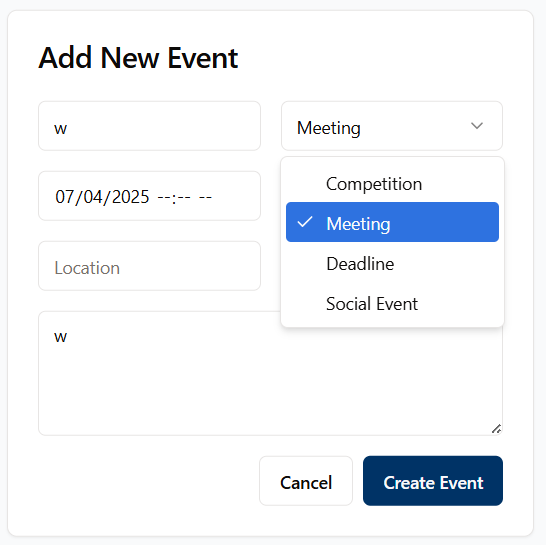 Add New Event
w
Meeting
Competition
Meeting
Deadline
Social Event
07/04/2025 --:-- --
Location
w
Cancel
Create Event